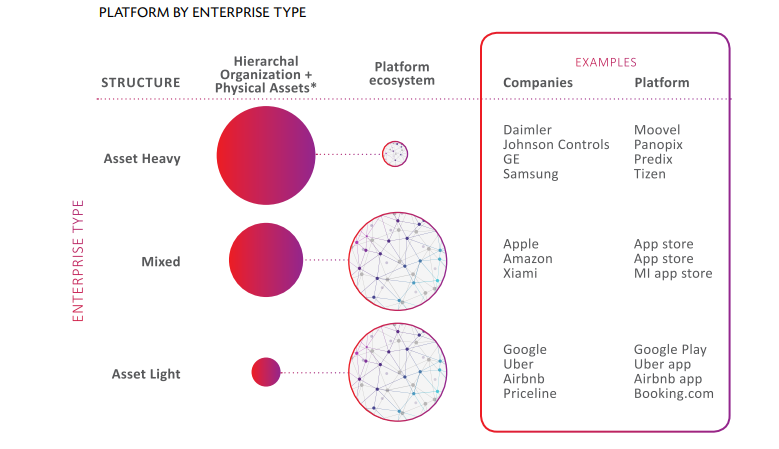 PLATFORM BY ENTERPRISE TYPE
STRUCTURE
Hierarchal
Organization +
Physical Assets*
Platform
ecosystem
EXAMPLES
Companies
Platform
ENTERPRISE TYPE
Asset Heavy
Daimler
Johnson Controls
GE
Samsung
Moovel
Panopix
Predix
Tizen
Mixed
Apple
Amazon
Xiami
App store
App store
MI app store
Asset Light
Google
Uber
Airbnb
Priceline
Google Play
Uber app
Airbnb app
Booking.com